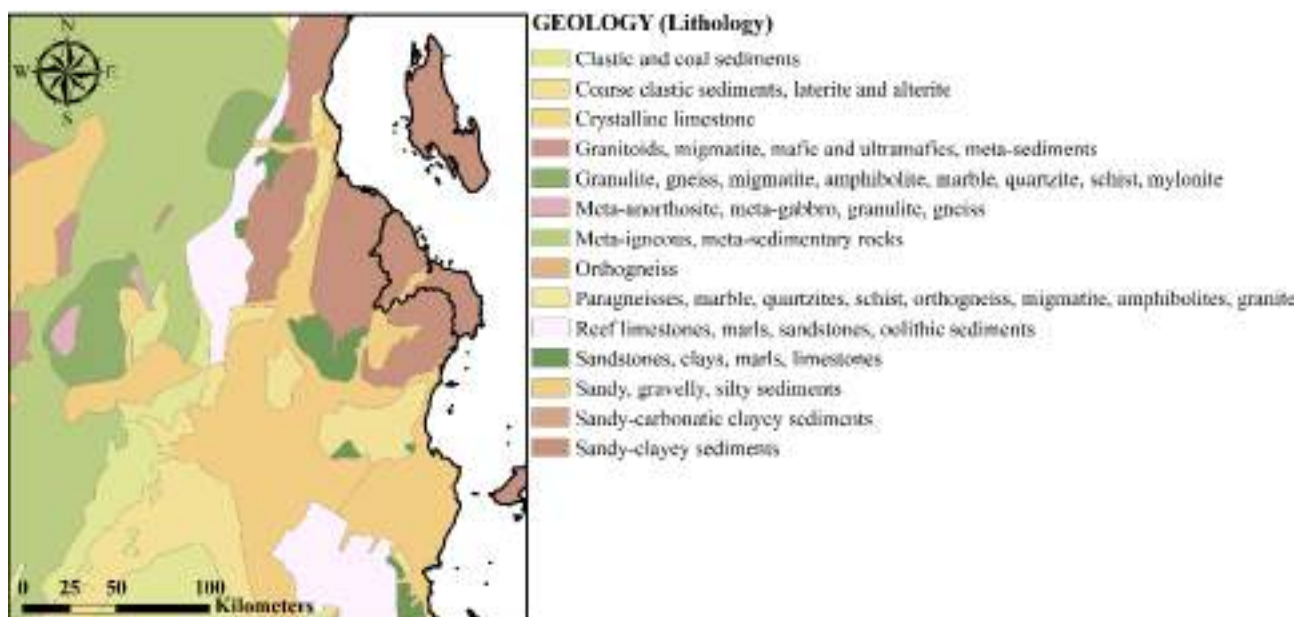 N
W E
S
0 25 50 100
Kilometers
GEOLOGY (Lithology)
Clastic and coal sediments
Coarse clastic sediments, laterite and alterite
Crystalline limestone
Granitoids, migmatite, mafic and ultramafics, meta-sediments
Granulite, gneiss, migmatite, amphibolite, marble, quartzite, schist, mylonite
Meta-anorthosite, meta-gabbro, granulite, gneiss
Meta-igneous, meta-sedimentary rocks
Orthogneiss
Paragneisses, marble, quartzites, schist, orthogneiss, migmatite, amphibolites, granite
Reef limestones, marls, sandstones, oolithic sediments
Sandstones, clays, marls, limestones
Sandy, gravelly, silty sediments
Sandy-carbonatic clayey sediments
Sandy-clayey sediments